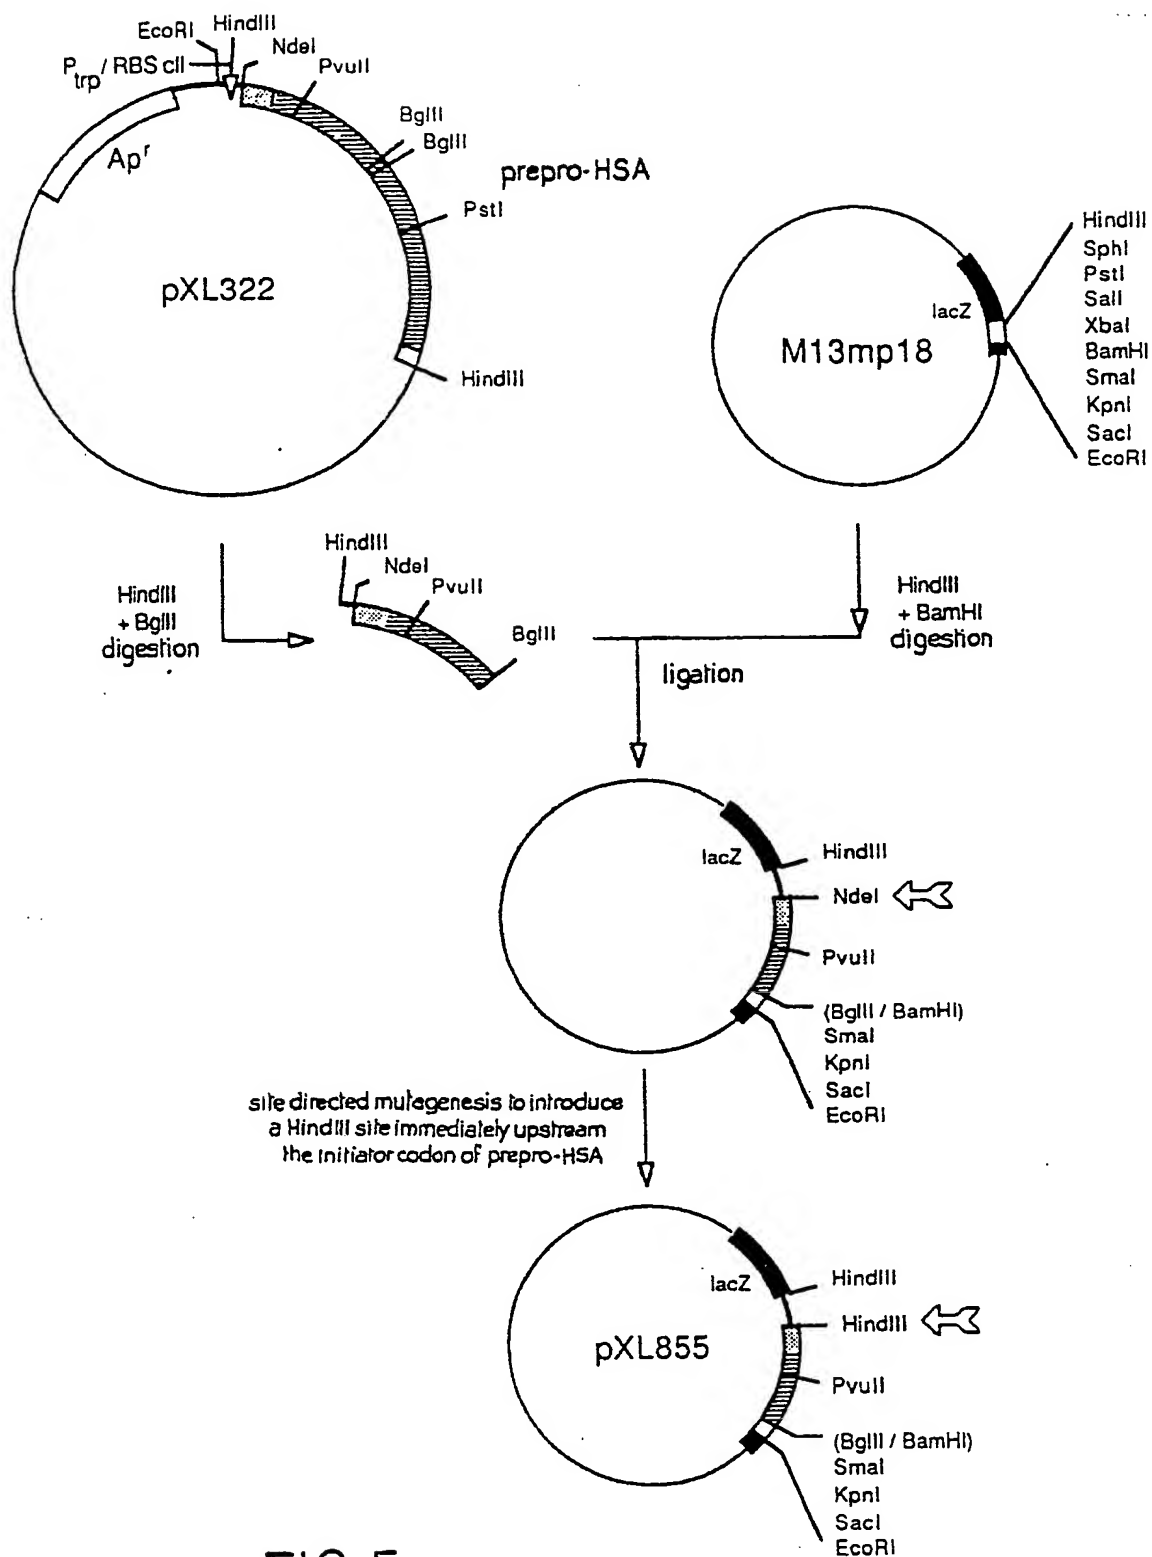 EcoRI
HindIII
P trp / RBS cII
NdeI
PvuII
BglII
BglII
Ap r
prepro-HSA
PstI
pXL322
HindIII
M13mp18
lacZ
HindIII
SphI
PstI
SalI
XbaI
BamHI
SmaI
KpnI
SacI
EcoRI
HindIII
+ BglII
digestion
HindIII
NdeI
PvuII
BglII
HindIII
+ BamHI
digestion
ligation
lacZ
HindIII
NdeI
PvuII
(BglII / BamHI)
SmaI
KpnI
SacI
EcoRI
site directed mutagenesis to introduce
a HindIII site immediately upstream
the initiator codon of prepro-HSA
lacZ
HindIII
HindIII
pXL855
PvuII
(BglII / BamHI)
SmaI
KpnI
SacI
EcoRI